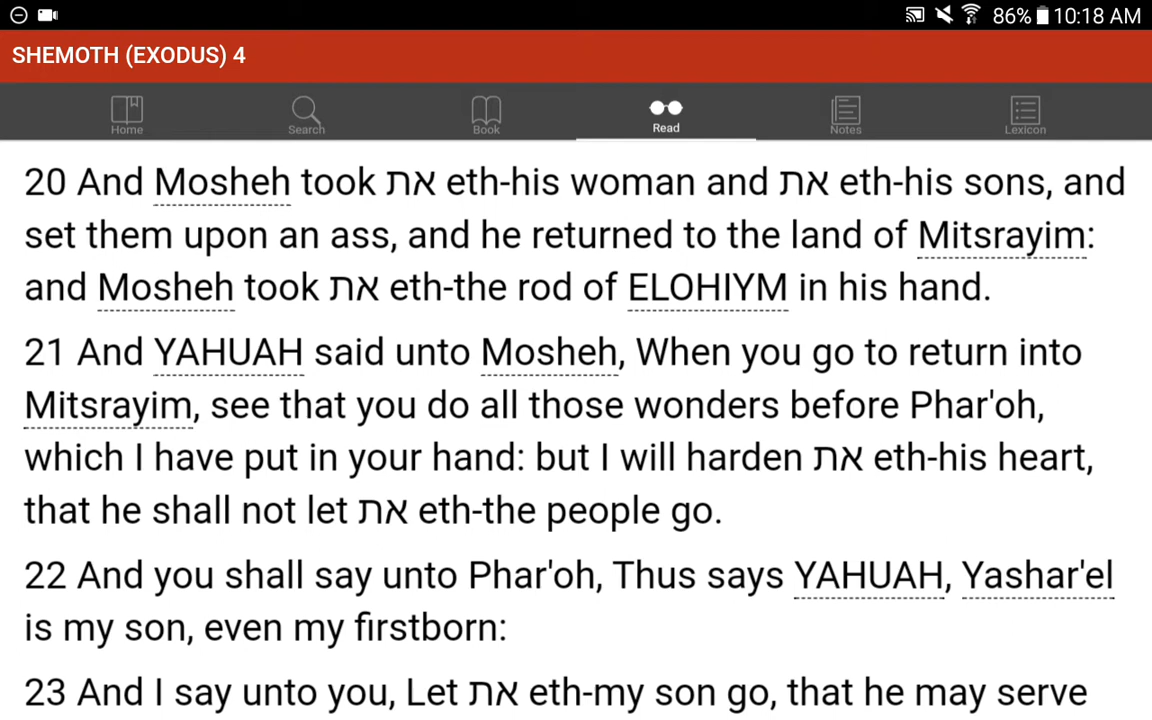 86% 10:18 AM
SHEMOTH (EXODUS) 4
Home Search Book Read Notes Lexicon
20 And Mosheh took את eth-his woman and את eth-his sons, and
set them upon an ass, and he returned to the land of Mitsrayim:
and Mosheh took את eth-the rod of ELOHIYM in his hand.
21 And YAHUAH said unto Mosheh, When you go to return into
Mitsrayim, see that you do all those wonders before Phar'oh,
which I have put in your hand: but I will harden את eth-his heart,
that he shall not let את eth-the people go.
22 And you shall say unto Phar'oh, Thus says YAHUAH, Yashar'el
is my son, even my firstborn:
23 And I say unto you, Let את eth-my son go, that he may serve